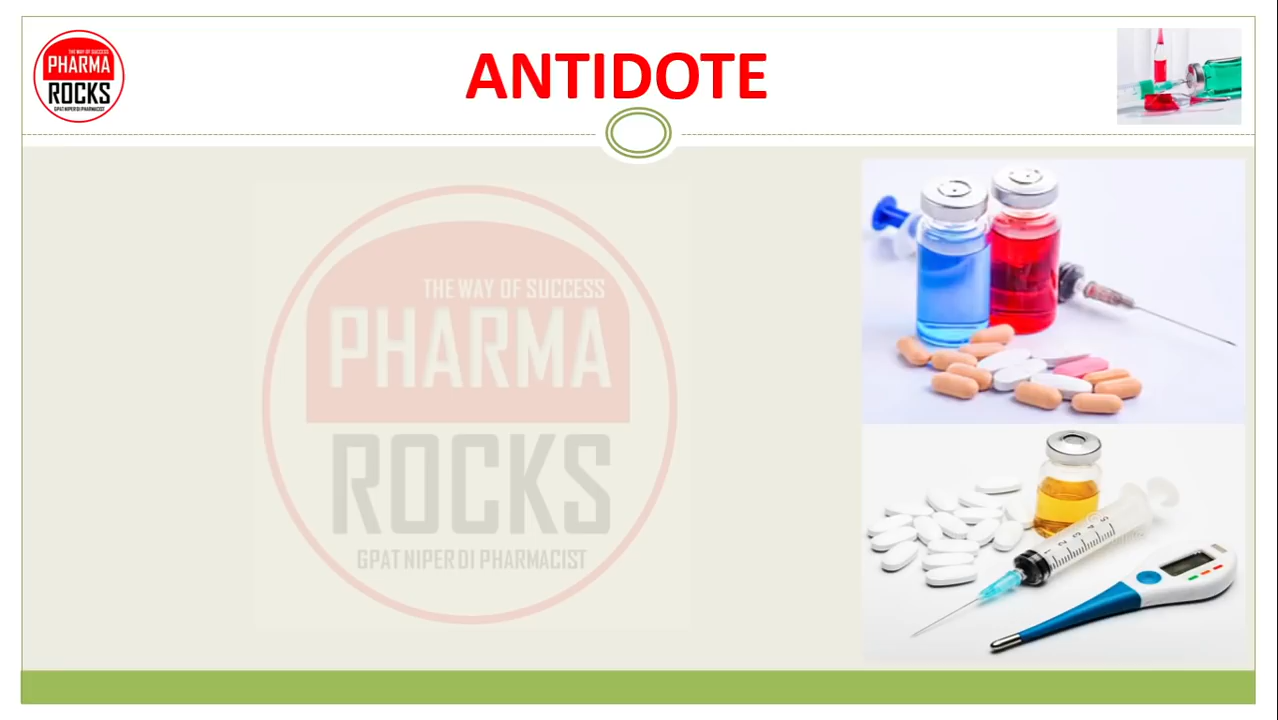 THE WAY OF SUCCESS
PHARMA
ROCKS
GPAT NIPER DI PHARMACIST
ANTIDOTE
THE WAY OF SUCCESS
PHARMA
ROCKS
GPAT NIPER DI PHARMACIST